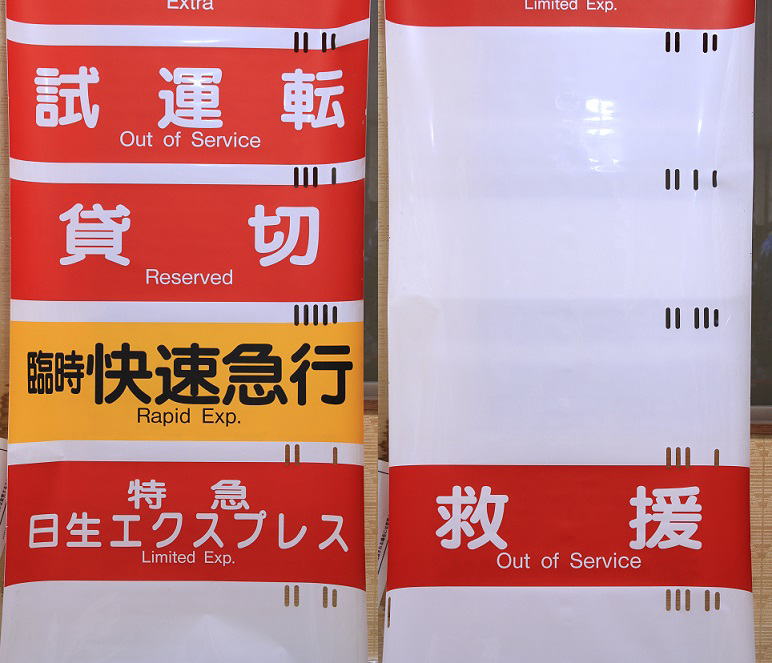 Extra
試運転
Out of Service
貸切
Reserved
臨時快速急行
Rapid Exp.
特急
日生エクスプレス
Limited Exp.
Limited Exp.
救援
Out of Service